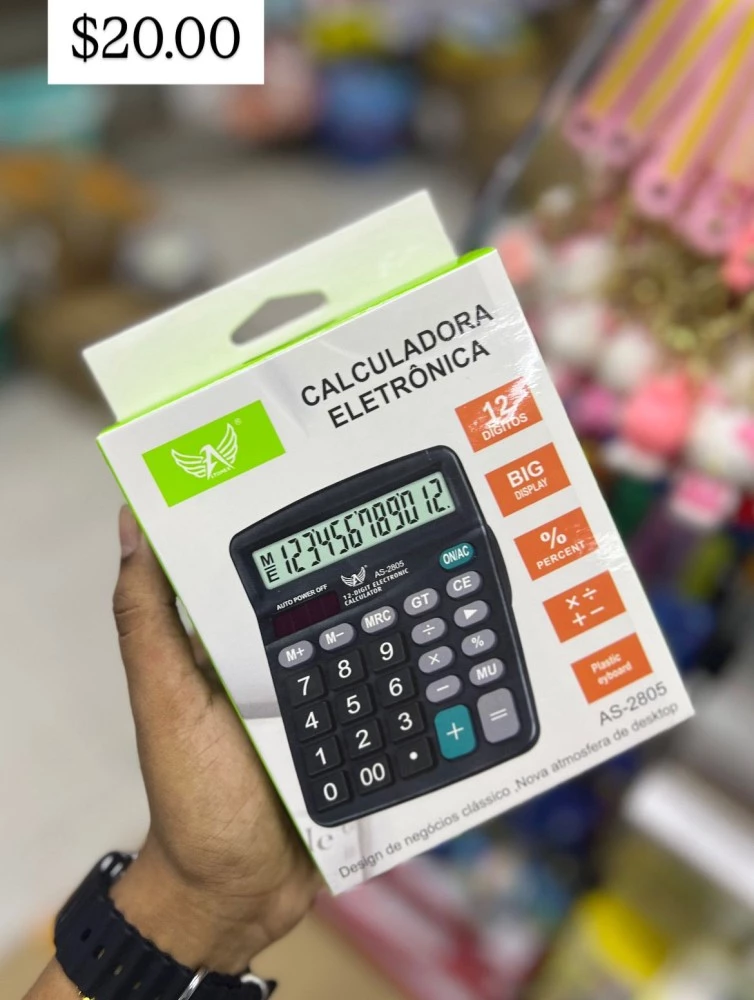 $20.00
CALCULADORA
ELETRÔNICA
12
DÍGITOS
BIG
DISPLAY
%
PERCENT
× ÷
+ −
Plastic
eyboard
AS-2805
M
E
123456789012.
AS-2805
12-DIGIT ELECTRONIC
CALCULATOR
AUTO POWER OFF
ON/AC
M+ M− MRC GT CE
7 8 9 ÷ ▶
4 5 6 × %
1 2 3 − MU
0 00 • + =
Design de negócios clássico ,Nova atmosfera de desktop